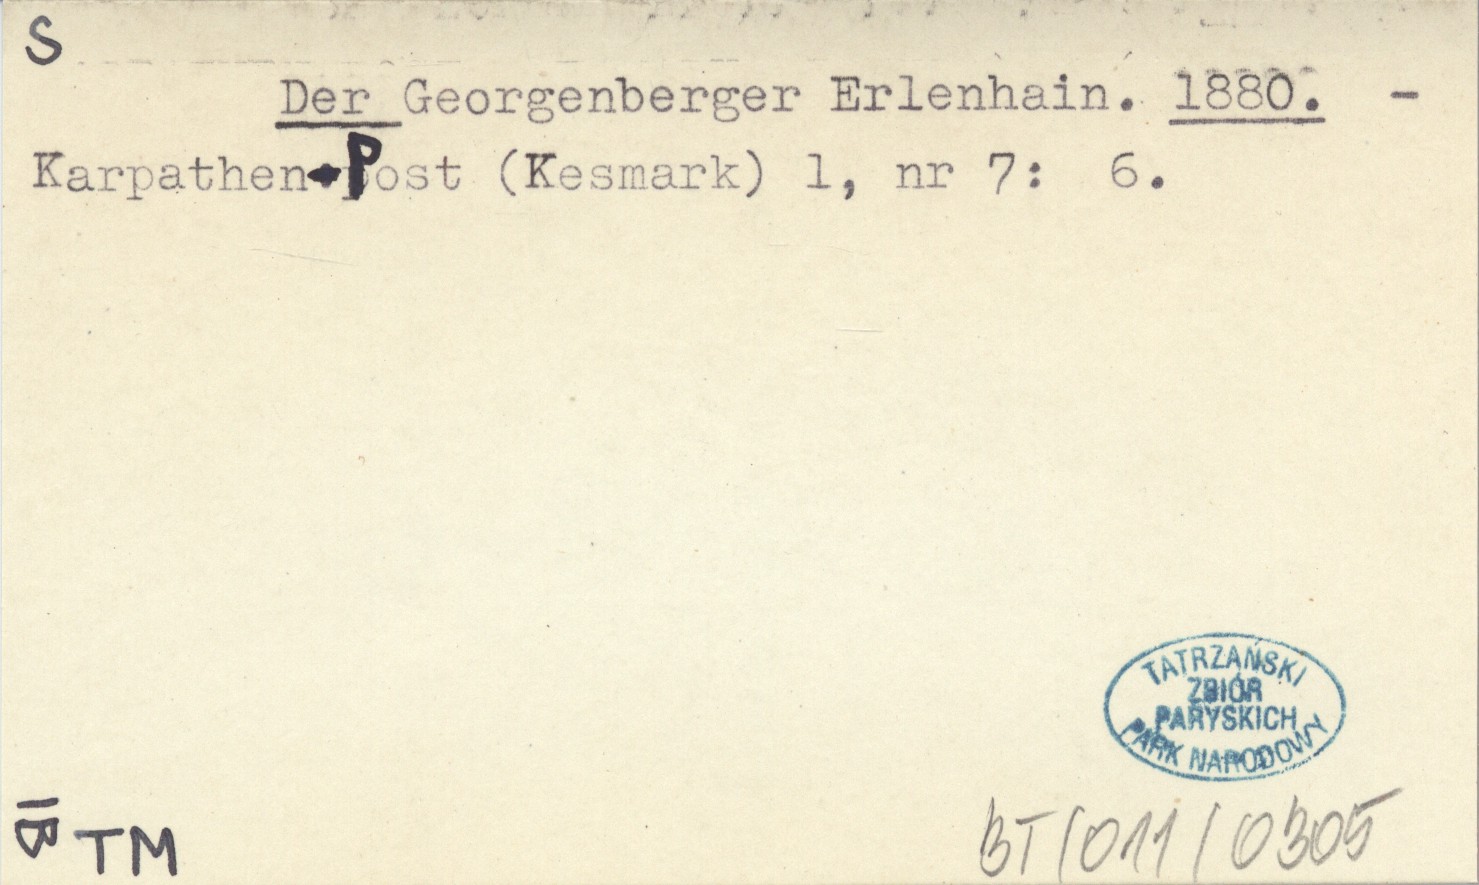 S
Der Georgenberger Erlenhain. 1880. -
Karpathen-Post (Kesmark) 1, nr 7: 6.
TATRZAŃSKI
ZBIÓR
PARYSKICH
PARK NARODOWY
IB
TM
BT/011/0305